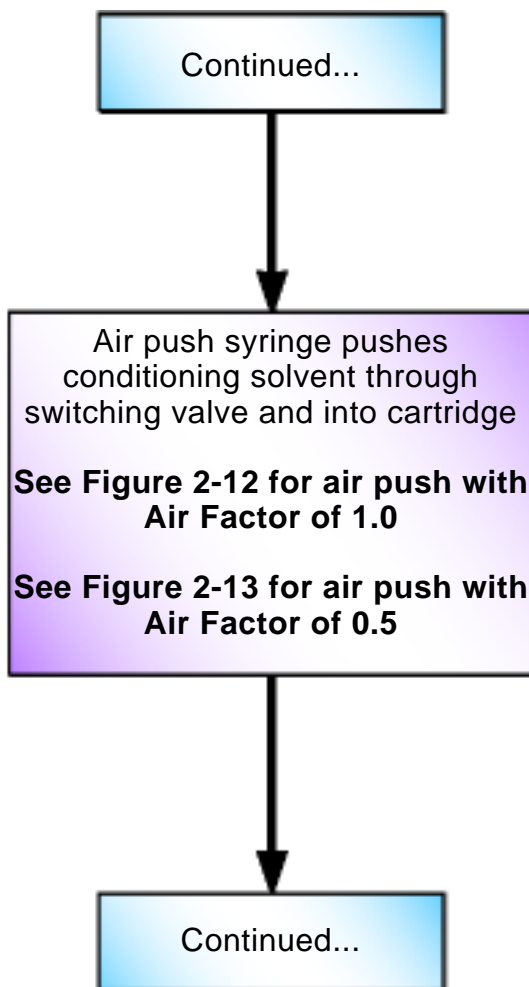 Continued...
Air push syringe pushes
conditioning solvent through
switching valve and into cartridge
See Figure 2-12 for air push with
Air Factor of 1.0
See Figure 2-13 for air push with
Air Factor of 0.5
Continued...